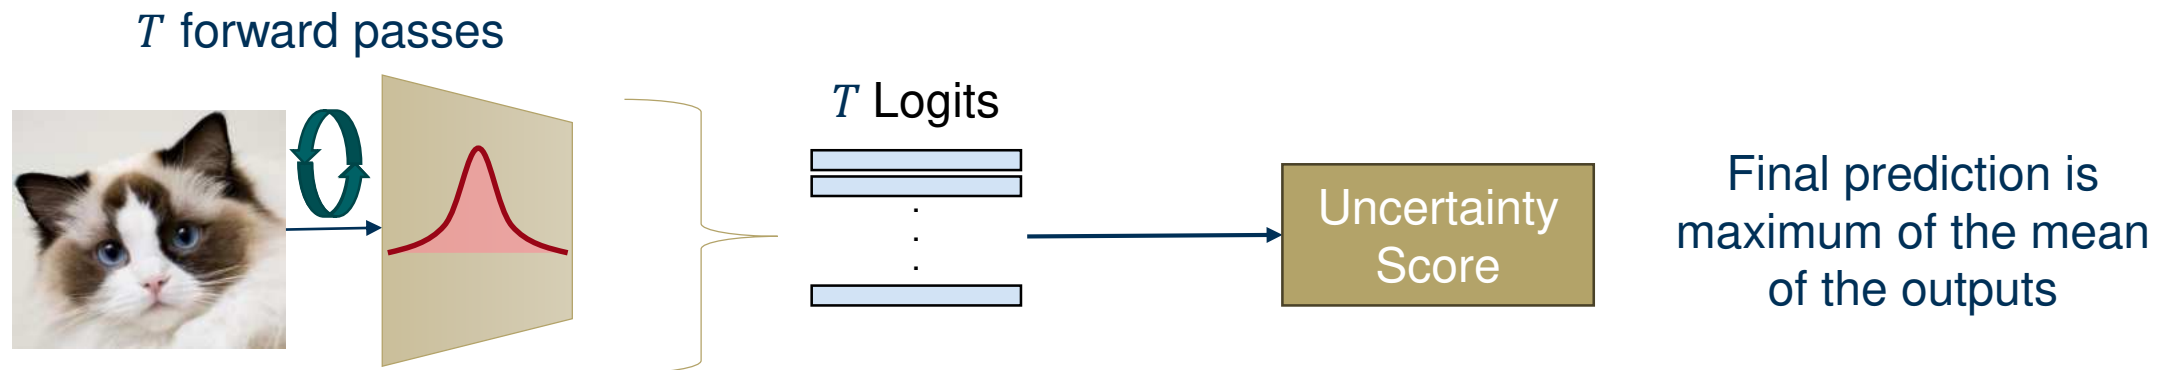 T forward passes
T Logits
.
.
.
Uncertainty
Score
Final prediction is
maximum of the mean
of the outputs